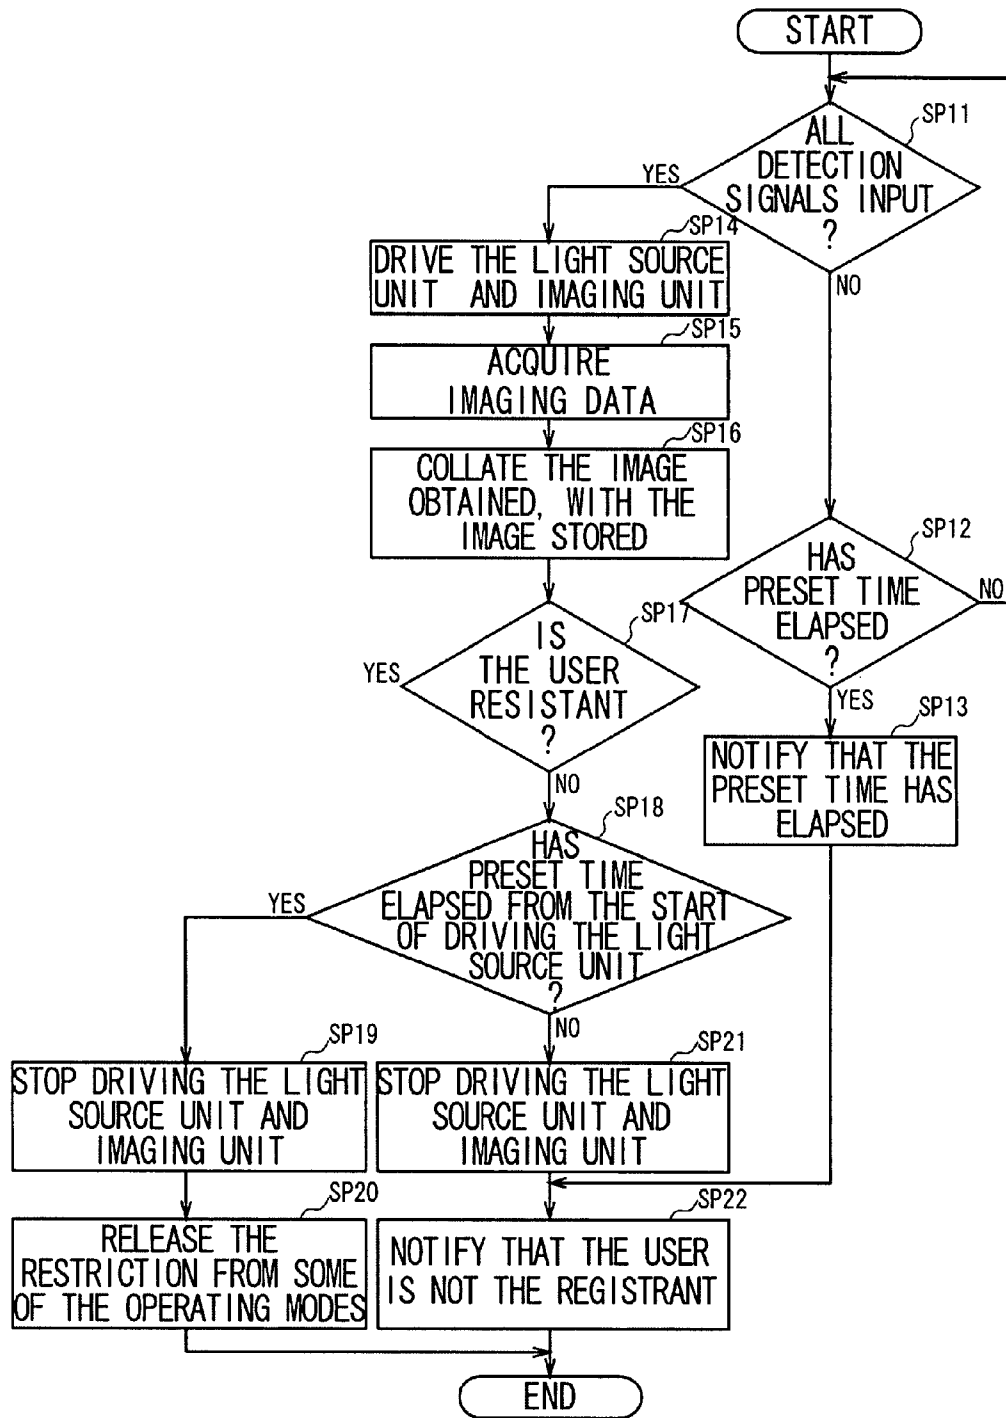 START
SP11
ALL
DETECTION
SIGNALS INPUT
?
YES
NO
SP14
DRIVE THE LIGHT SOURCE
UNIT AND IMAGING UNIT
SP15
ACQUIRE
IMAGING DATA
SP16
COLLATE THE IMAGE
OBTAINED, WITH THE
IMAGE STORED
SP12
HAS
PRESET TIME
ELAPSED
?
NO
YES
SP17
IS
THE USER
RESISTANT
?
YES
NO
SP13
NOTIFY THAT THE
PRESET TIME HAS
ELAPSED
SP18
HAS
PRESET TIME
ELAPSED FROM THE START
OF DRIVING THE LIGHT
SOURCE UNIT
?
YES
NO
SP19
STOP DRIVING THE LIGHT
SOURCE UNIT AND
IMAGING UNIT
SP21
STOP DRIVING THE LIGHT
SOURCE UNIT AND
IMAGING UNIT
SP20
RELEASE THE
RESTRICTION FROM SOME
OF THE OPERATING MODES
SP22
NOTIFY THAT THE USER
IS NOT THE REGISTRANT
END